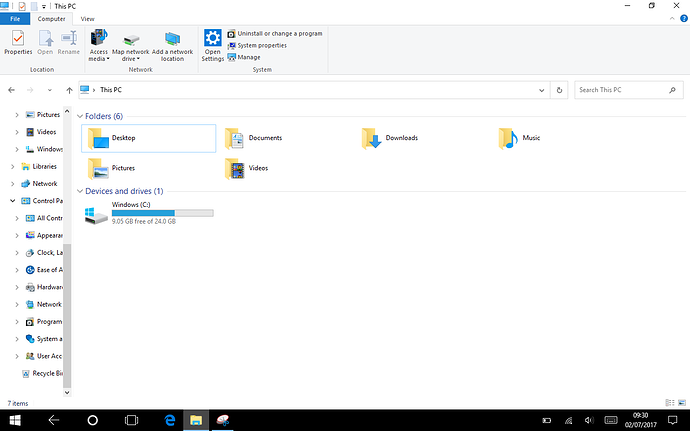 This PC
File Computer View
Properties
Open
Rename
Access media
Map network drive
Add a network location
Open Settings
Uninstall or change a program
System properties
Manage
Location
Network
System
This PC
Search This PC
Pictures
Videos
Windows
Libraries
Network
Control Pa
All Contr
Appearan
Clock, La
Ease of A
Hardware
Network
Program
System a
User Acc
Recycle Bin
Folders (6)
Desktop
Documents
Downloads
Music
Pictures
Videos
Devices and drives (1)
Windows (C:)
9.05 GB free of 24.0 GB
7 items
09:30
02/07/2017